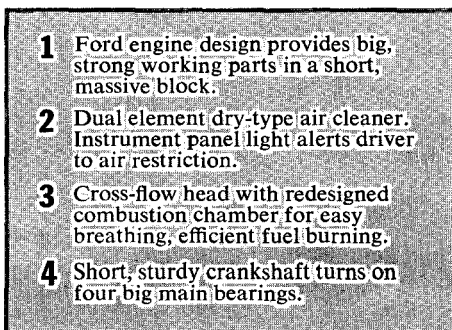 1 Ford engine design provides big,
strong working parts in a short,
massive block.
2 Dual element dry-type air cleaner.
Instrument panel light alerts driver
to air restriction.
3 Cross-flow head with redesigned
combustion chamber for easy
breathing, efficient fuel burning.
4 Short, sturdy crankshaft turns on
four big main bearings.